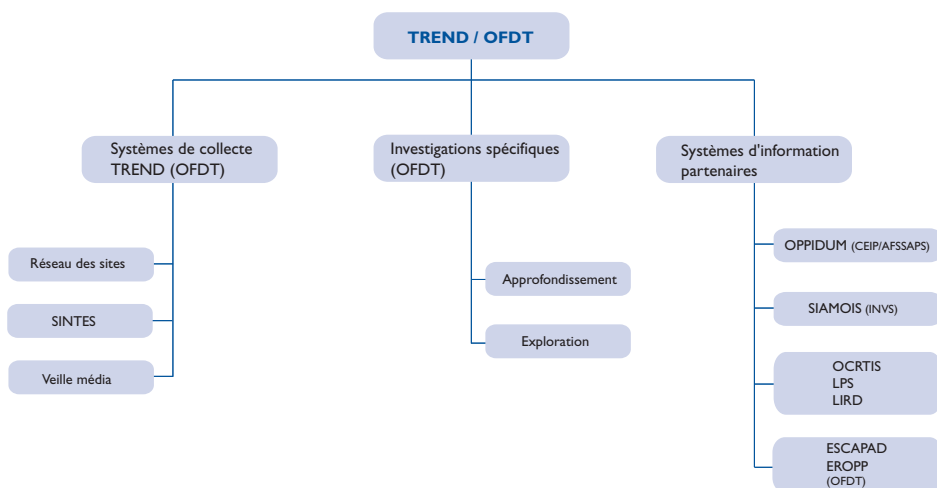 TREND / OFDT
Systèmes de collecte
TREND (OFDT)
Réseau des sites
SINTES
Veille média
Investigations spécifiques
(OFDT)
Approfondissement
Exploration
Systèmes d'information
partenaires
OPPIDUM (CEIP/AFSSAPS)
SIAMOIS (INVS)
OCRTIS
LPS
LIRD
ESCAPAD
EROPP
(OFDT)